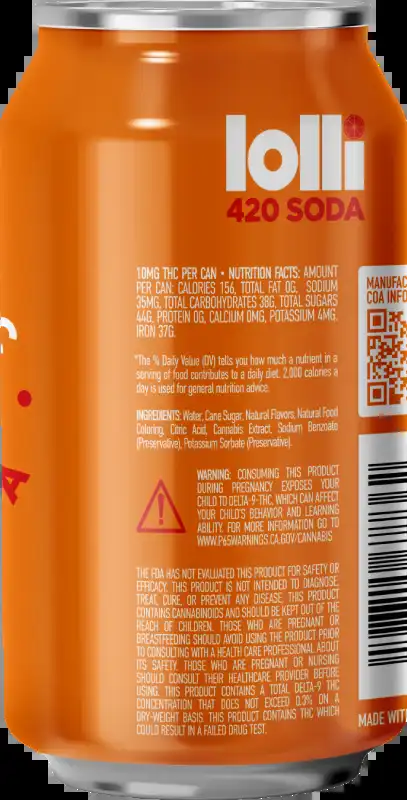 lolli
420 SODA
10MG THC PER CAN • NUTRITION FACTS: AMOUNT
PER CAN: CALORIES 156, TOTAL FAT 0G, SODIUM
35MG, TOTAL CARBOHYDRATES 38G, TOTAL SUGARS
44G, PROTEIN 0G, CALCIUM 0MG, POTASSIUM 4MG,
IRON 37G.
*The % Daily Value (DV) tells you how much a nutrient in a
serving of food contributes to a daily diet. 2,000 calories a
day is used for general nutrition advice.
INGREDIENTS: Water, Cane Sugar, Natural Flavors, Natural Food
Coloring, Citric Acid, Cannabis Extract, Sodium Benzoate
(Preservative), Potassium Sorbate (Preservative).
WARNING: CONSUMING THIS PRODUCT
DURING PREGNANCY EXPOSES YOUR
CHILD TO DELTA-9-THC, WHICH CAN AFFECT
YOUR CHILD'S BEHAVIOR AND LEARNING
ABILITY. FOR MORE INFORMATION GO TO
WWW.P65WARNINGS.CA.GOV/CANNABIS
THE FDA HAS NOT EVALUATED THIS PRODUCT FOR SAFETY OR
EFFICACY. THIS PRODUCT IS NOT INTENDED TO DIAGNOSE,
TREAT, CURE, OR PREVENT ANY DISEASE. THIS PRODUCT
CONTAINS CANNABINOIDS AND SHOULD BE KEPT OUT OF THE
REACH OF CHILDREN. THOSE WHO ARE PREGNANT OR
BREASTFEEDING SHOULD AVOID USING THE PRODUCT PRIOR
TO CONSULTING WITH A HEALTH CARE PROFESSIONAL ABOUT
ITS SAFETY. THOSE WHO ARE PREGNANT OR NURSING
SHOULD CONSULT THEIR HEALTHCARE PROVIDER BEFORE
USING. THIS PRODUCT CONTAINS A TOTAL DELTA-9 THC
CONCENTRATION THAT DOES NOT EXCEED 0.3% ON A
DRY-WEIGHT BASIS. THIS PRODUCT CONTAINS THC WHICH
COULD RESULT IN A FAILED DRUG TEST.
MANUFAC
COA INFO
MADE WITH
A